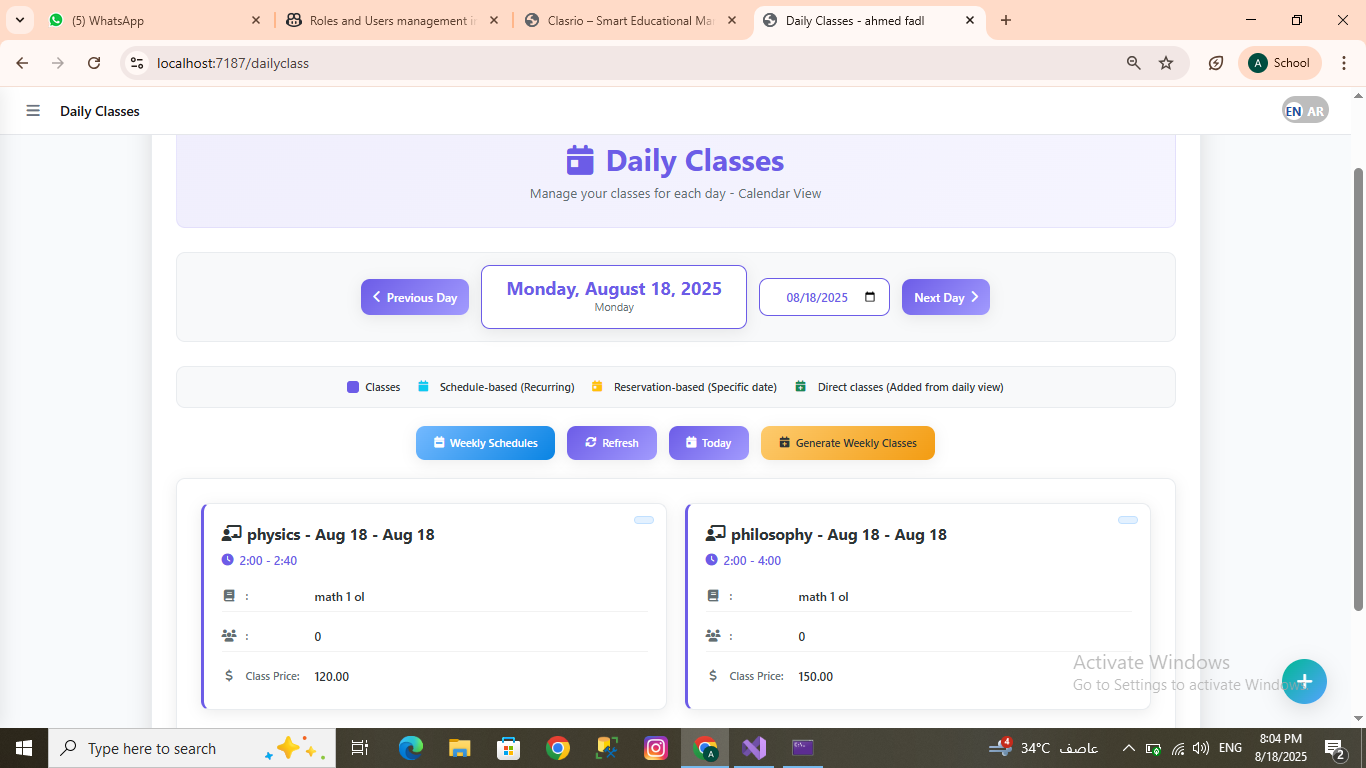 (5) WhatsApp
Roles and Users management i
Clasrio – Smart Educational Ma
Daily Classes - ahmed fadl
localhost:7187/dailyclass
A
School
Daily Classes
EN AR
Daily Classes
Manage your classes for each day - Calendar View
Previous Day
Monday, August 18, 2025
Monday
08/18/2025
Next Day
Classes
Schedule-based (Recurring)
Reservation-based (Specific date)
Direct classes (Added from daily view)
Weekly Schedules
Refresh
Today
Generate Weekly Classes
physics - Aug 18 - Aug 18
2:00 - 2:40
: math 1 ol
: 0
$ Class Price: 120.00
philosophy - Aug 18 - Aug 18
2:00 - 4:00
: math 1 ol
: 0
$ Class Price: 150.00
Activate Windows
Go to Settings to activate Windows.
+
Type here to search
A
4
34°C عاصف
ENG
8:04 PM
8/18/2025
2